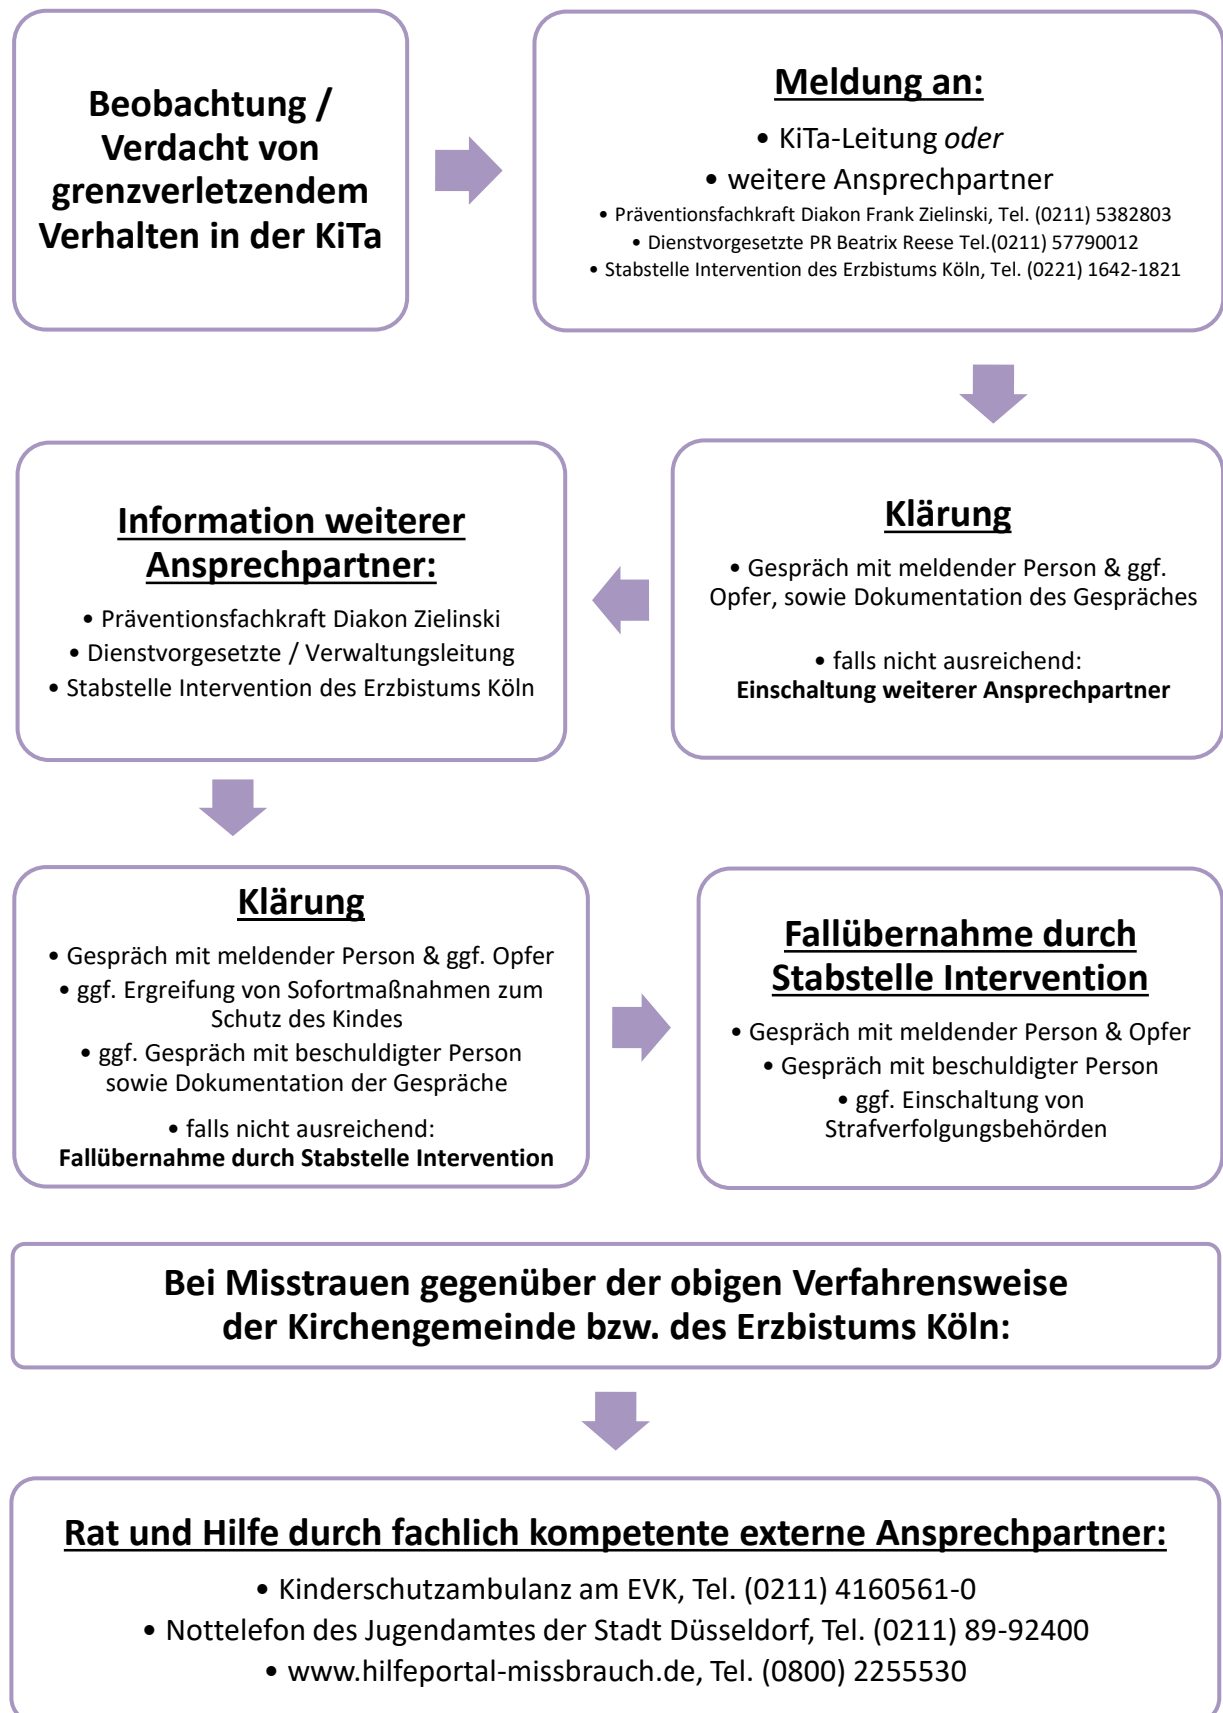 Beobachtung /
Verdacht von
grenzverletzendem
Verhalten in der KiTa
Meldung an:
• KiTa-Leitung oder
• weitere Ansprechpartner
• Präventionsfachkraft Diakon Frank Zielinski, Tel. (0211) 5382803
• Dienstvorgesetzte PR Beatrix Reese Tel.(0211) 57790012
• Stabstelle Intervention des Erzbistums Köln, Tel. (0221) 1642-1821
Klärung
• Gespräch mit meldender Person & ggf.
Opfer, sowie Dokumentation des Gespräches
• falls nicht ausreichend:
Einschaltung weiterer Ansprechpartner
Information weiterer
Ansprechpartner:
• Präventionsfachkraft Diakon Zielinski
• Dienstvorgesetzte / Verwaltungsleitung
• Stabstelle Intervention des Erzbistums Köln
Klärung
• Gespräch mit meldender Person & ggf. Opfer
• ggf. Ergreifung von Sofortmaßnahmen zum
Schutz des Kindes
• ggf. Gespräch mit beschuldigter Person
sowie Dokumentation der Gespräche
• falls nicht ausreichend:
Fallübernahme durch Stabstelle Intervention
Fallübernahme durch
Stabstelle Intervention
• Gespräch mit meldender Person & Opfer
• Gespräch mit beschuldigter Person
• ggf. Einschaltung von
Strafverfolgungsbehörden
Bei Misstrauen gegenüber der obigen Verfahrensweise
der Kirchengemeinde bzw. des Erzbistums Köln:
Rat und Hilfe durch fachlich kompetente externe Ansprechpartner:
• Kinderschutzambulanz am EVK, Tel. (0211) 4160561-0
• Nottelefon des Jugendamtes der Stadt Düsseldorf, Tel. (0211) 89-92400
• www.hilfeportal-missbrauch.de, Tel. (0800) 2255530